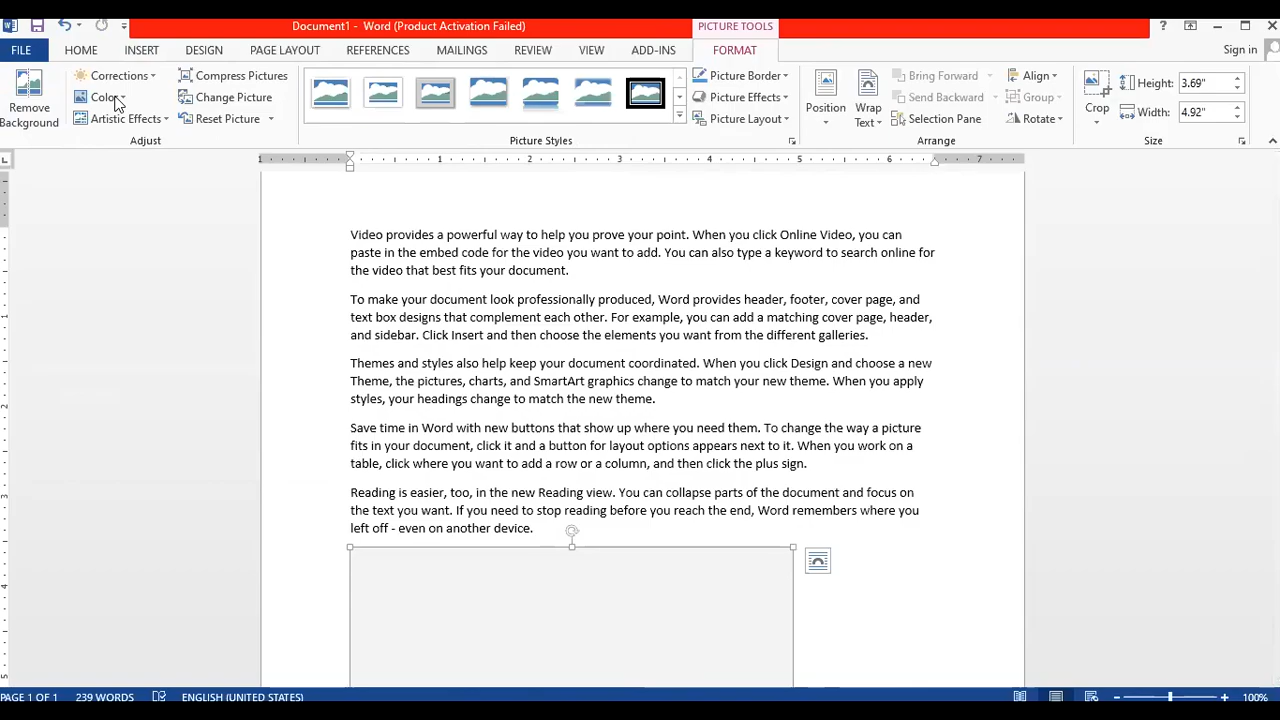 Document1 - Word (Product Activation Failed)
PICTURE TOOLS
?
FILE HOME INSERT DESIGN PAGE LAYOUT REFERENCES MAILINGS REVIEW VIEW ADD-INS FORMAT Sign in
Remove Background
Corrections
Color
Artistic Effects
Compress Pictures
Change Picture
Reset Picture
Adjust
Picture Border
Picture Effects
Picture Layout
Picture Styles
Position
Wrap Text
Bring Forward
Send Backward
Selection Pane
Align
Group
Rotate
Arrange
Crop
Height: 3.69"
Width: 4.92"
Size
1 1 2 3 4 5 6 7
Video provides a powerful way to help you prove your point. When you click Online Video, you can
paste in the embed code for the video you want to add. You can also type a keyword to search online for
the video that best fits your document.
To make your document look professionally produced, Word provides header, footer, cover page, and
text box designs that complement each other. For example, you can add a matching cover page, header,
and sidebar. Click Insert and then choose the elements you want from the different galleries.
Themes and styles also help keep your document coordinated. When you click Design and choose a new
Theme, the pictures, charts, and SmartArt graphics change to match your new theme. When you apply
styles, your headings change to match the new theme.
Save time in Word with new buttons that show up where you need them. To change the way a picture
fits in your document, click it and a button for layout options appears next to it. When you work on a
table, click where you want to add a row or a column, and then click the plus sign.
Reading is easier, too, in the new Reading view. You can collapse parts of the document and focus on
the text you want. If you need to stop reading before you reach the end, Word remembers where you
left off - even on another device.
1
2
3
4
5
PAGE 1 OF 1 239 WORDS ENGLISH (UNITED STATES) 100%